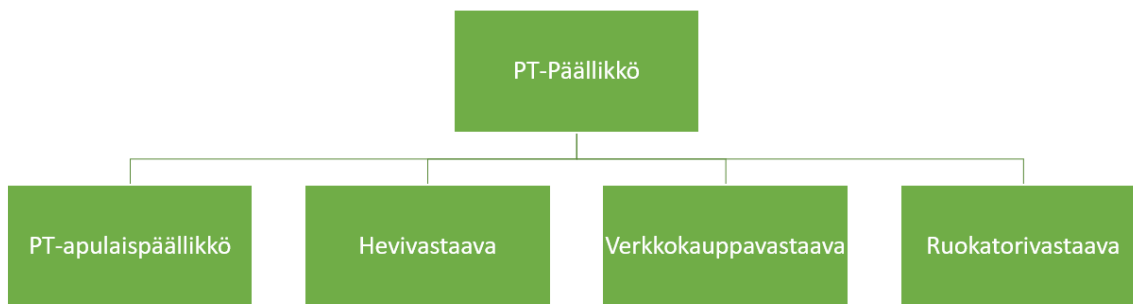 PT-Päällikkö
PT-apulaispäällikkö
Hevivastaava
Verkkokauppavastaava
Ruokatorivastaava